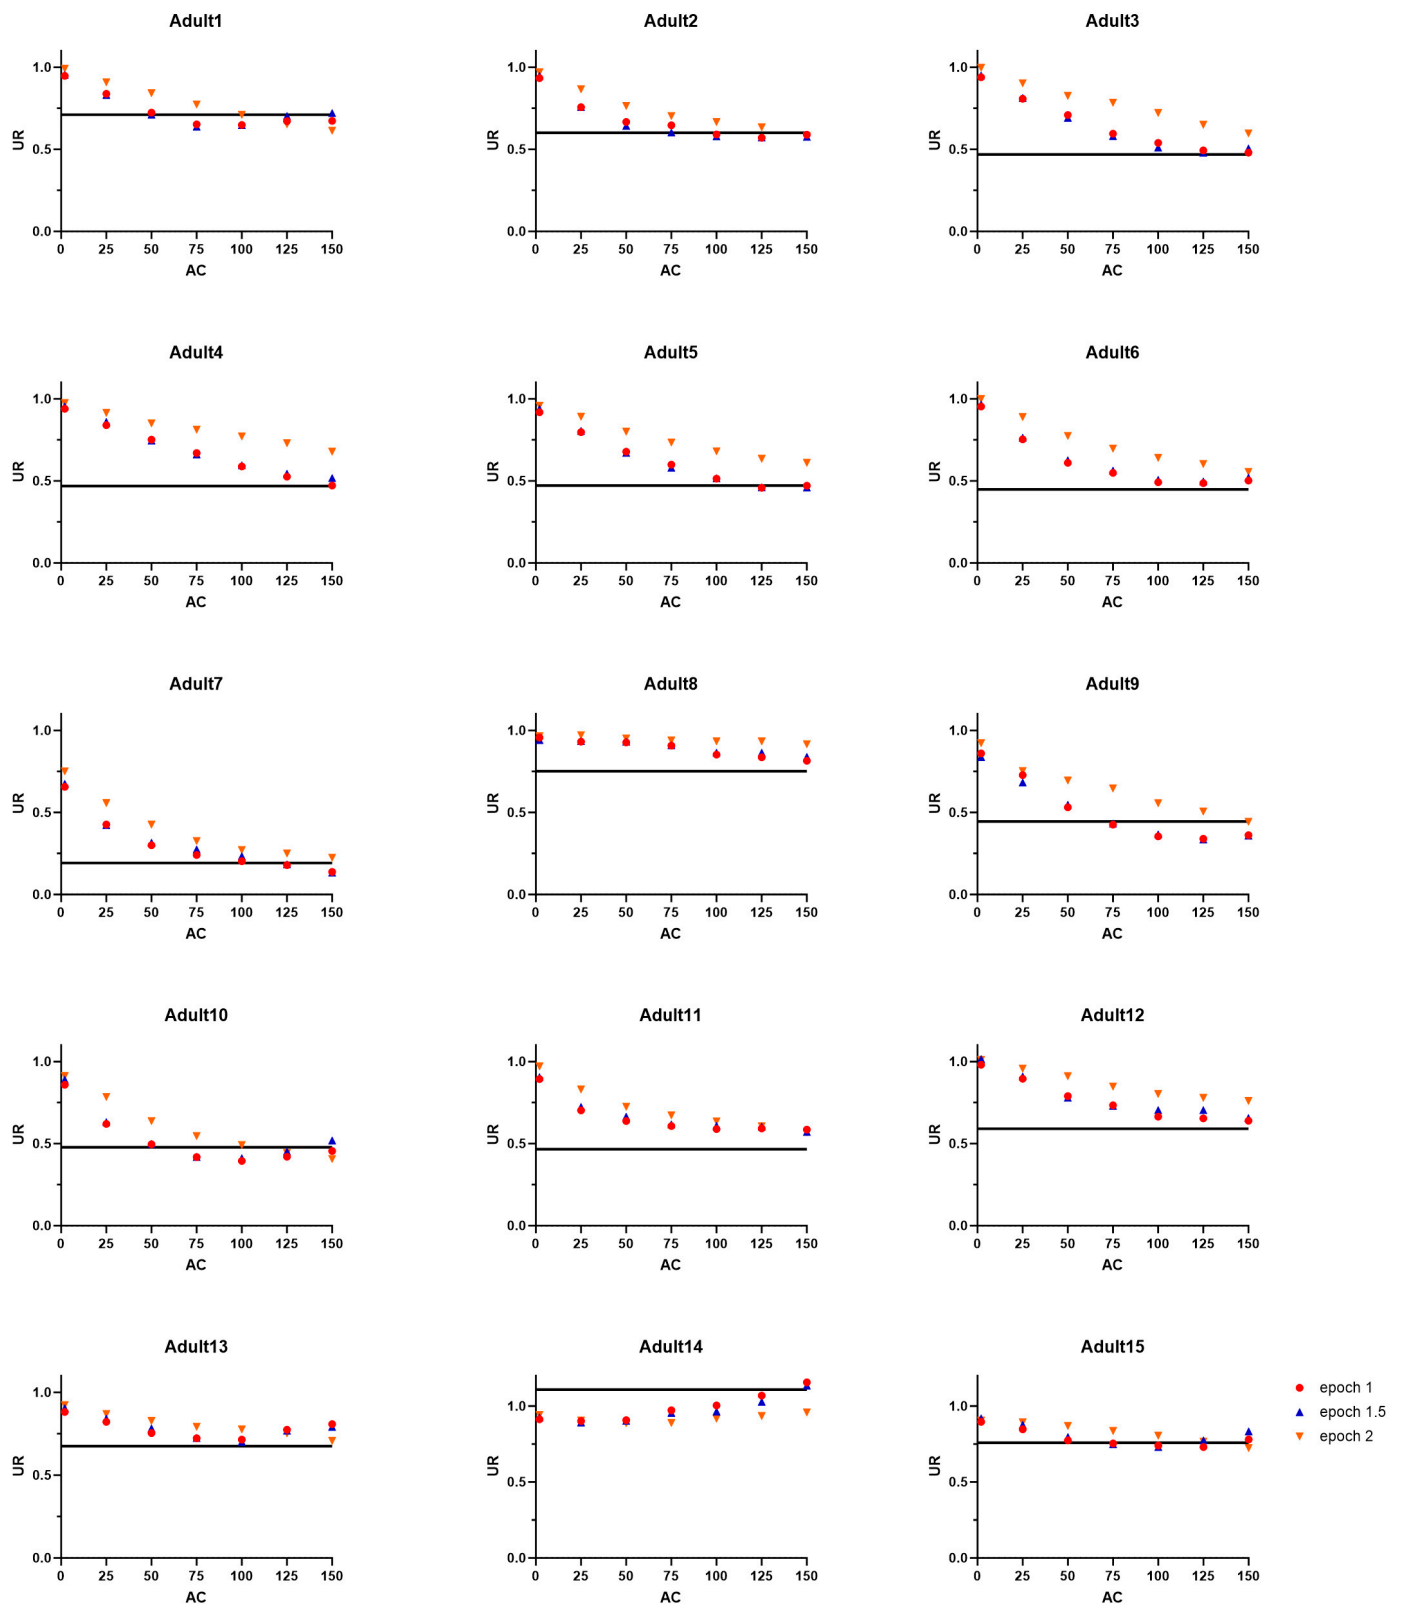 Adult1 Adult2 Adult3
1.0 1.0 1.0
UR UR UR
0.5 0.5 0.5
0.0 0.0 0.0
0 25 50 75 100 125 150 0 25 50 75 100 125 150 0 25 50 75 100 125 150
AC AC AC
Adult4 Adult5 Adult6
1.0 1.0 1.0
UR UR UR
0.5 0.5 0.5
0.0 0.0 0.0
0 25 50 75 100 125 150 0 25 50 75 100 125 150 0 25 50 75 100 125 150
AC AC AC
Adult7 Adult8 Adult9
1.0 1.0 1.0
UR UR UR
0.5 0.5 0.5
0.0 0.0 0.0
0 25 50 75 100 125 150 0 25 50 75 100 125 150 0 25 50 75 100 125 150
AC AC AC
Adult10 Adult11 Adult12
1.0 1.0 1.0
UR UR UR
0.5 0.5 0.5
0.0 0.0 0.0
0 25 50 75 100 125 150 0 25 50 75 100 125 150 0 25 50 75 100 125 150
AC AC AC
Adult13 Adult14 Adult15
epoch 1
1.0 1.0 1.0
epoch 1.5
epoch 2
UR UR UR
0.5 0.5 0.5
0.0 0.0 0.0
0 25 50 75 100 125 150 0 25 50 75 100 125 150 0 25 50 75 100 125 150
AC AC AC